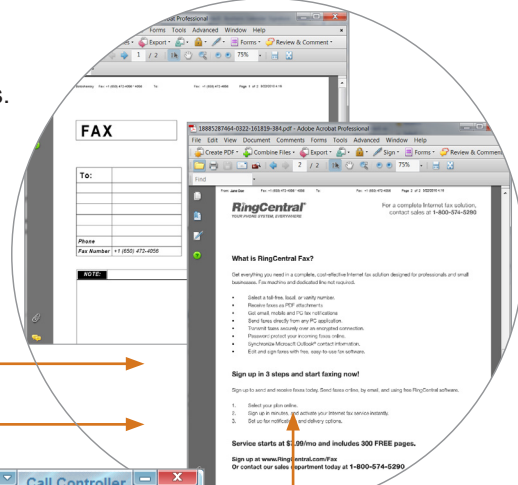 s.
bat Professional
Forms Tools Advanced Window Help
Export Forms Review & Comment
1 / 2 75%
FAX
To:
Phone
Fax Number +1 (650) 472-4056
NOTE:
18885287464-0322-161819-384.pdf - Adobe Acrobat Professional
File Edit View Document Comments Forms Tools Advanced Window Help
Create PDF Combine Files Export Sign Forms Review & Comment
2 / 2 75%
Find
RingCentral
YOUR PHONE SYSTEM, EVERYWHERE
For a complete Internet fax solution,
contact sales at 1-800-574-5290
What is RingCentral Fax?
Get everything you need in a complete, cost-effective Internet fax solution designed for professionals and small
businesses. Fax machine and dedicated line not required.
• Select a toll-free, local, or vanity number.
• Receive faxes as PDF attachments
• Get email, mobile and PC fax notifications
• Send faxes directly from any PC application.
• Transmit faxes securely over an encrypted connection.
• Password protect your incoming faxes online.
• Synchronize Microsoft Outlook® contact information.
• Edit and sign faxes with free, easy to use fax software.
Sign up in 3 steps and start faxing now!
Sign up to send and receive faxes today. Send faxes online, by email, and using free RingCentral software.
1. Select your plan online.
2. Sign up in minutes, and activate your Internet fax service instantly.
3. Set up fax notification and delivery options.
Service starts at $7.99/mo and includes 300 FREE pages.
Sign up at www.RingCentral.com/Fax
Or contact our sales department today at 1-800-574-5290
Call Controller